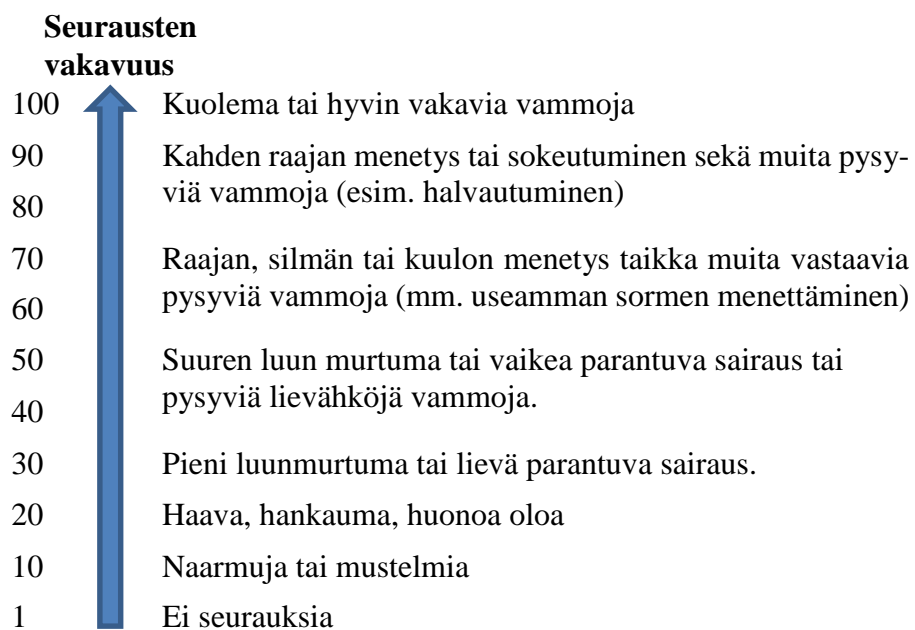 Seurausten
vakavuus
100 Kuolema tai hyvin vakavia vammoja
90 Kahden raajan menetys tai sokeutuminen sekä muita pysy-
80 viä vammoja (esim. halvautuminen)
70 Raajan, silmän tai kuulon menetys taikka muita vastaavia
60 pysyviä vammoja (mm. useamman sormen menettäminen)
50 Suuren luun murtuma tai vaikea parantuva sairaus tai
40 pysyviä lievähköjä vammoja.
30 Pieni luunmurtuma tai lievä parantuva sairaus.
20 Haava, hankauma, huonoa oloa
10 Naarmuja tai mustelmia
1 Ei seurauksia